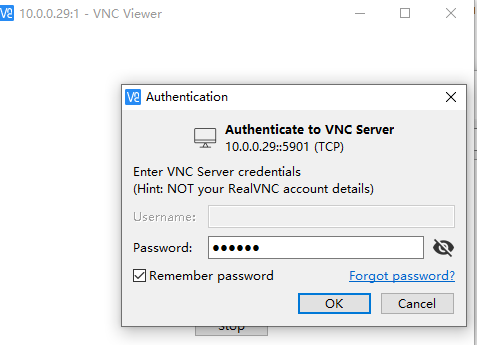 10.0.0.29:1 - VNC Viewer
Authentication
Authenticate to VNC Server
10.0.0.29::5901 (TCP)
Enter VNC Server credentials
(Hint: NOT your RealVNC account details)
Username:
Password: ●●●●●●
Remember password Forgot password?
OK Cancel
Stop